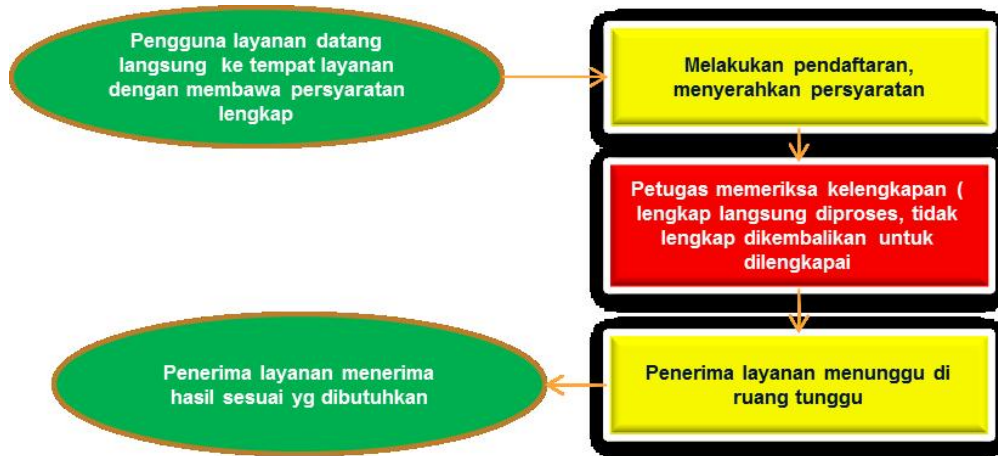 Pengguna layanan datang
langsung ke tempat layanan
dengan membawa persyaratan
lengkap
Melakukan pendaftaran,
menyerahkan persyaratan
Petugas memeriksa kelengkapan (
lengkap langsung diproses, tidak
lengkap dikembalikan untuk
dilengkapai
Penerima layanan menunggu di
ruang tunggu
Penerima layanan menerima
hasil sesuai yg dibutuhkan